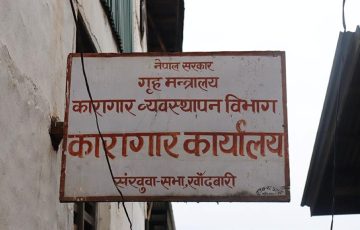 नेपाल सरकार
गृह मन्त्रालय
कारागार व्यवस्थापन विभाग
कारागार कार्यालय
संखुवा-सभा, खाँदबारी